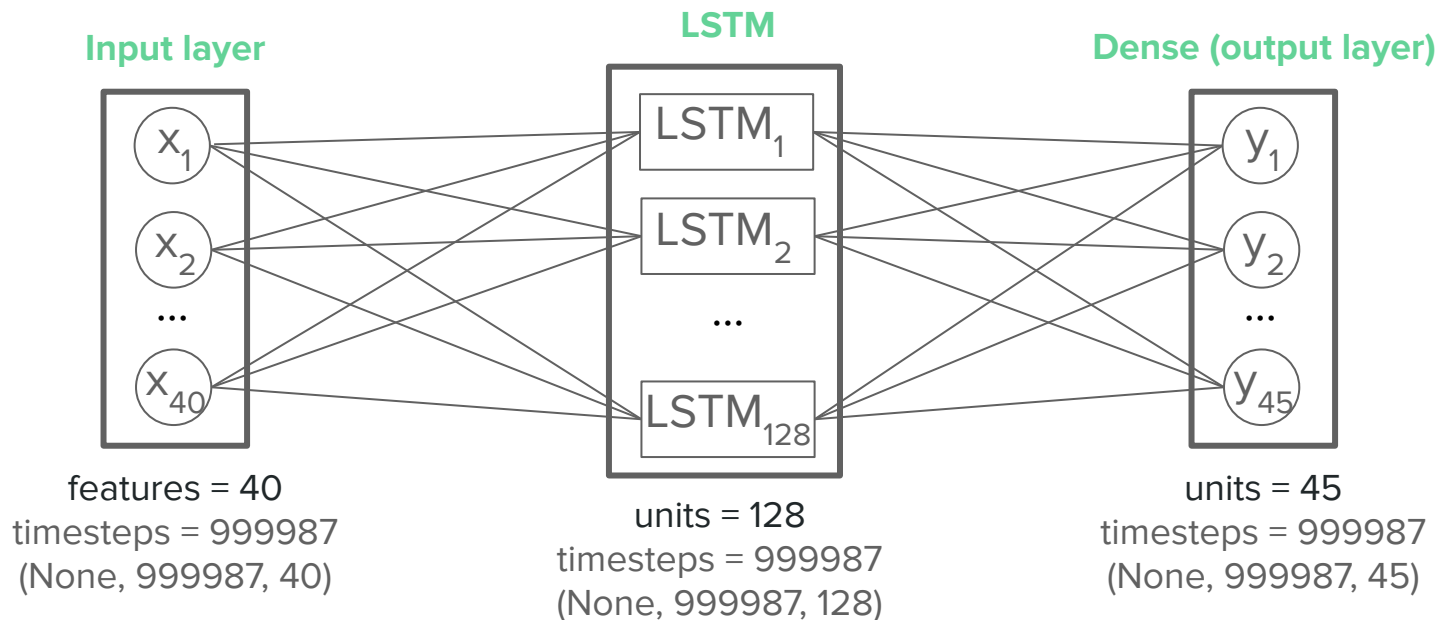 Input layer
x1
x2
...
x40
features = 40
timesteps = 999987
(None, 999987, 40)
LSTM
LSTM1
LSTM2
...
LSTM128
units = 128
timesteps = 999987
(None, 999987, 128)
Dense (output layer)
y1
y2
...
y45
units = 45
timesteps = 999987
(None, 999987, 45)